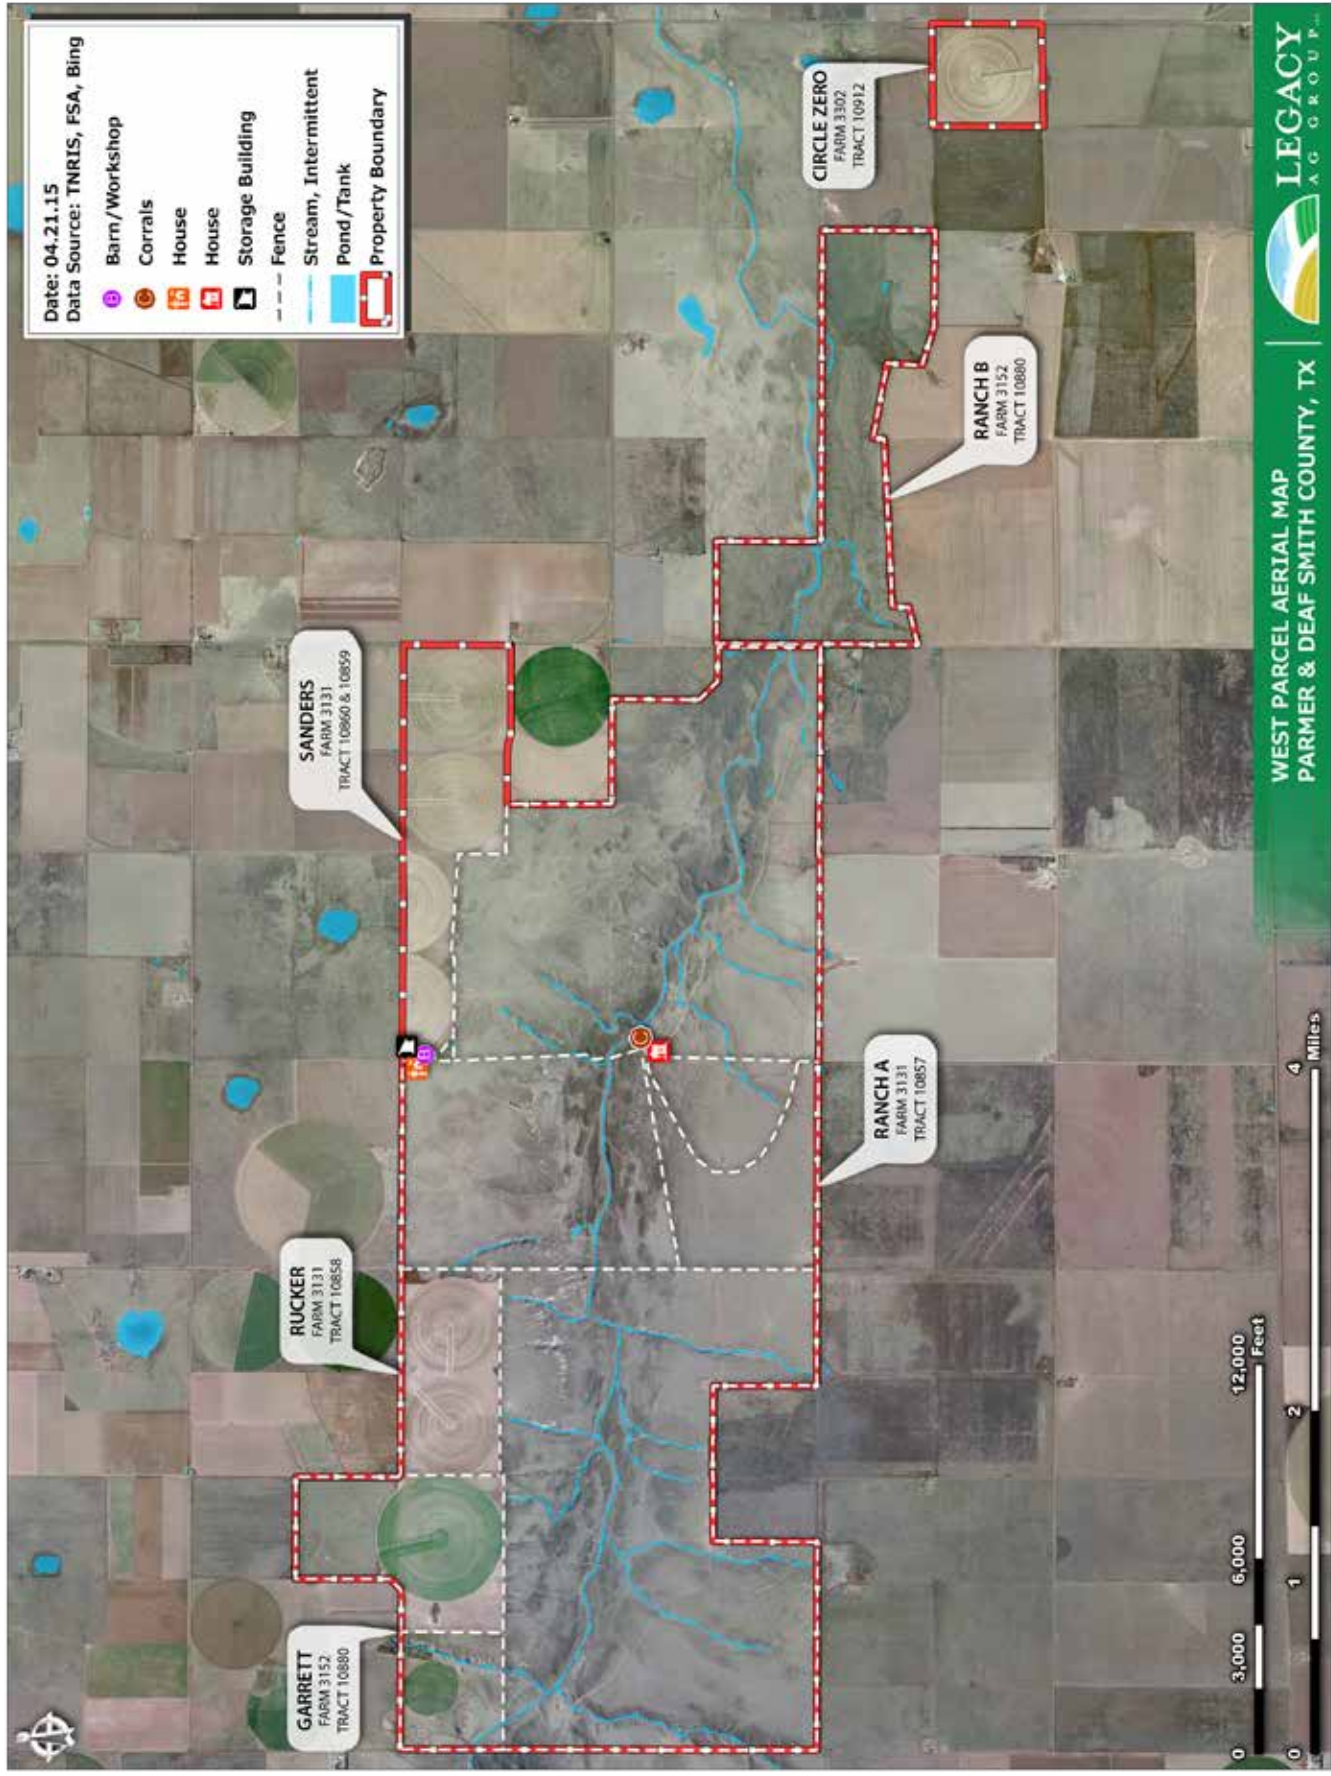 Date: 04.21.15
Data Source: TNRIS, FSA, Bing
B Barn/Workshop
C Corrals
House
House
Storage Building
Fence
Stream, Intermittent
Pond/Tank
Property Boundary
GARRETT
FARM 3152
TRACT 10880
RUCKER
FARM 3131
TRACT 10858
SANDERS
FARM 3131
TRACT 10860 & 10859
CIRCLE ZERO
FARM 3302
TRACT 10912
RANCH A
FARM 3131
TRACT 10857
RANCH B
FARM 3152
TRACT 10880
B
C
0 3,000 6,000 12,000
Feet
0 1 2 4
Miles
WEST PARCEL AERIAL MAP
PARMER & DEAF SMITH COUNTY, TX
LEGACY
AG GROUP